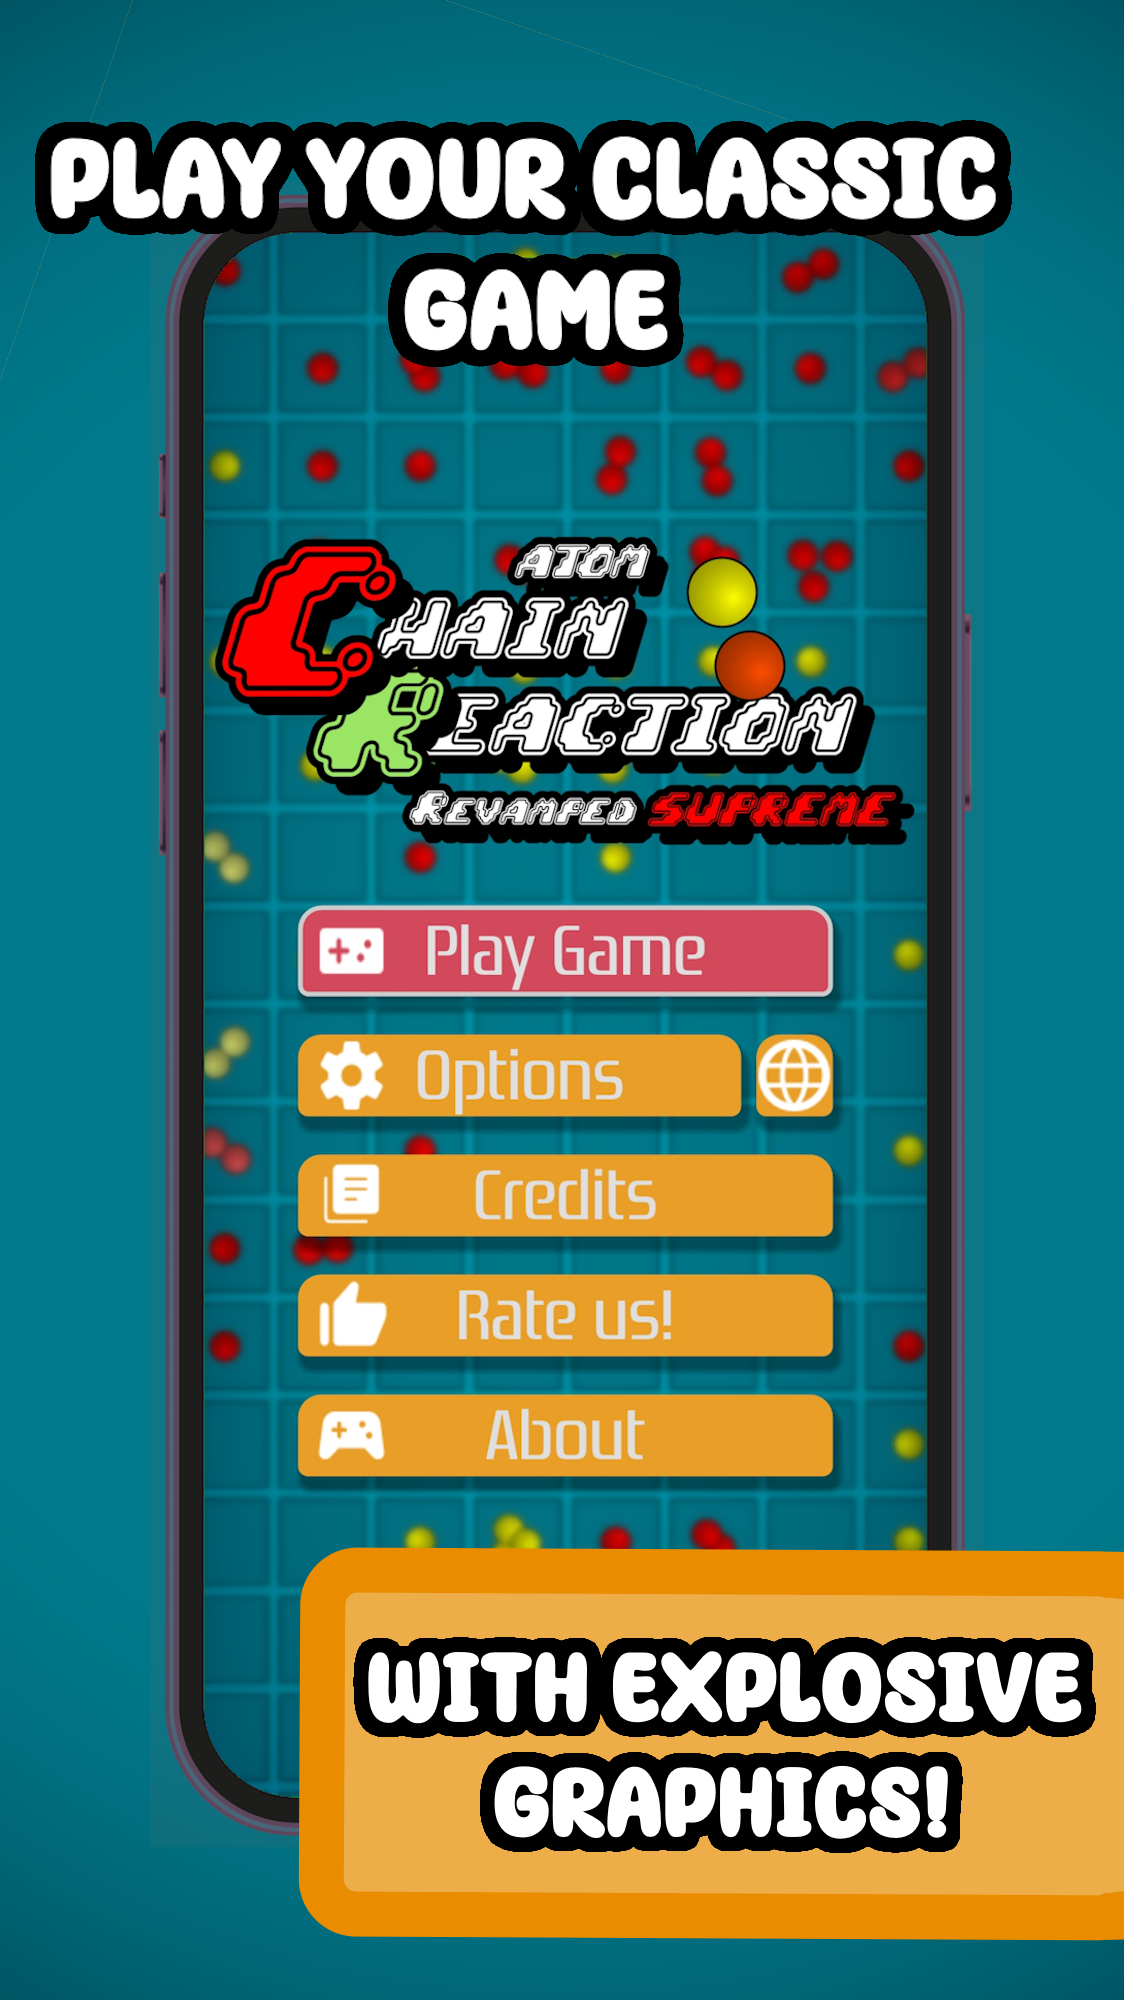 PLAY YOUR CLASSIC
GAME
ATOM
CHAIN
REACTION
REVAMPED SUPREME
Play Game
Options
Credits
Rate us!
About
WITH EXPLOSIVE
GRAPHICS!